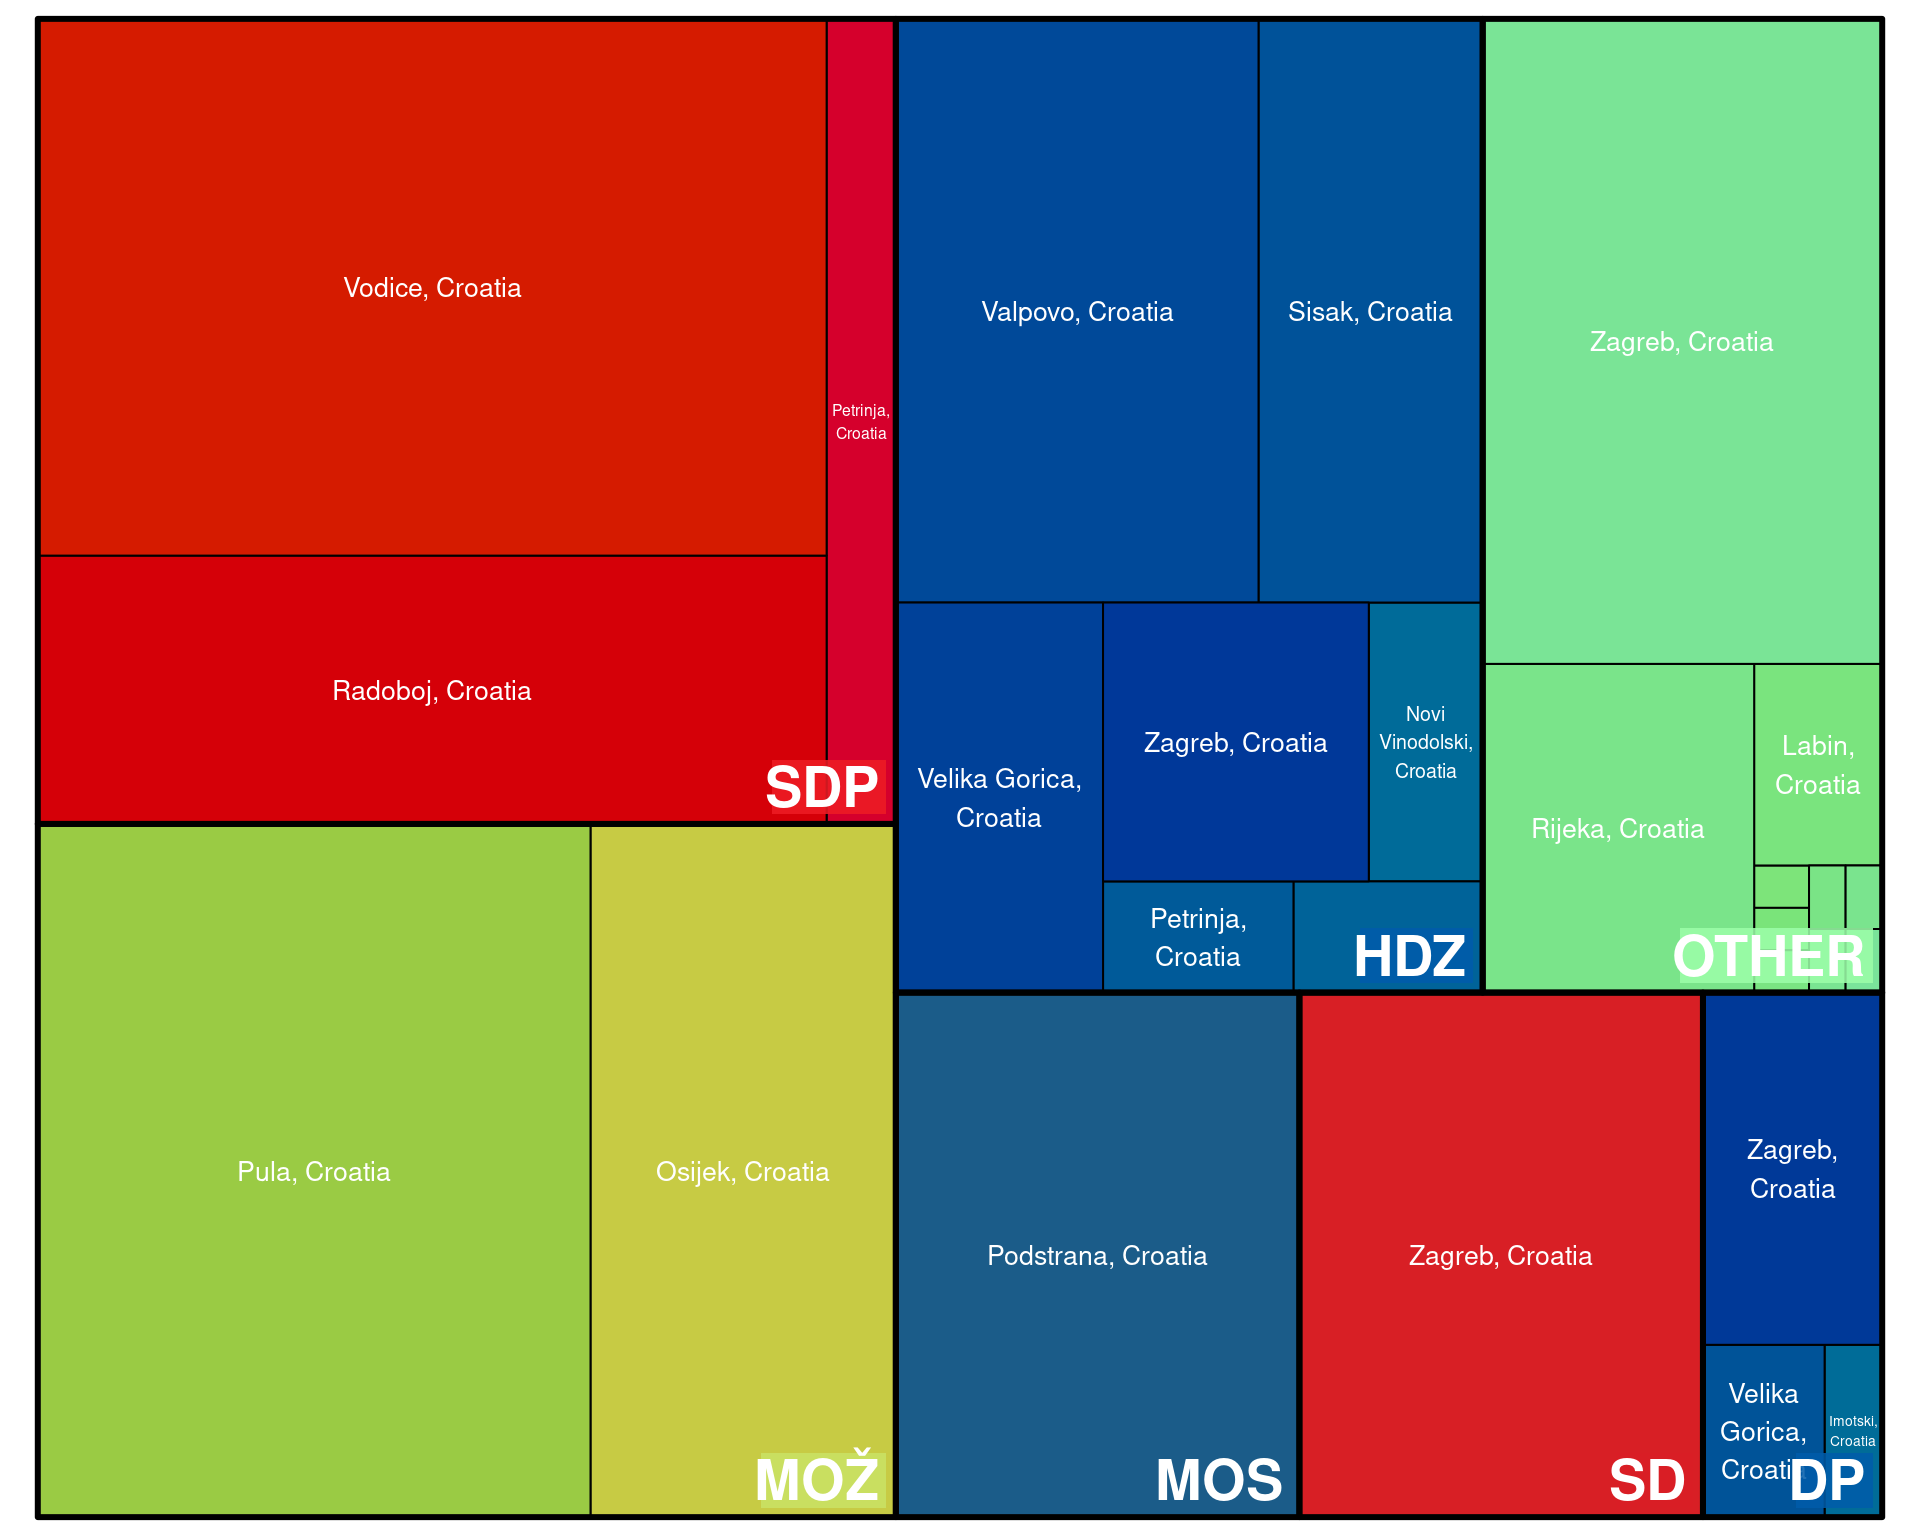 Vodice, Croatia
Petrinja,
Croatia
Radoboj, Croatia
SDP
Pula, Croatia
Osijek, Croatia
MOŽ
Valpovo, Croatia
Sisak, Croatia
Velika Gorica,
Croatia
Zagreb, Croatia
Novi
Vinodolski,
Croatia
Petrinja,
Croatia
HDZ
Zagreb, Croatia
Rijeka, Croatia
Labin,
Croatia
OTHER
Podstrana, Croatia
MOS
Zagreb, Croatia
SD
Zagreb,
Croatia
Velika
Gorica,
Croatia
Imotski,
Croatia
DP